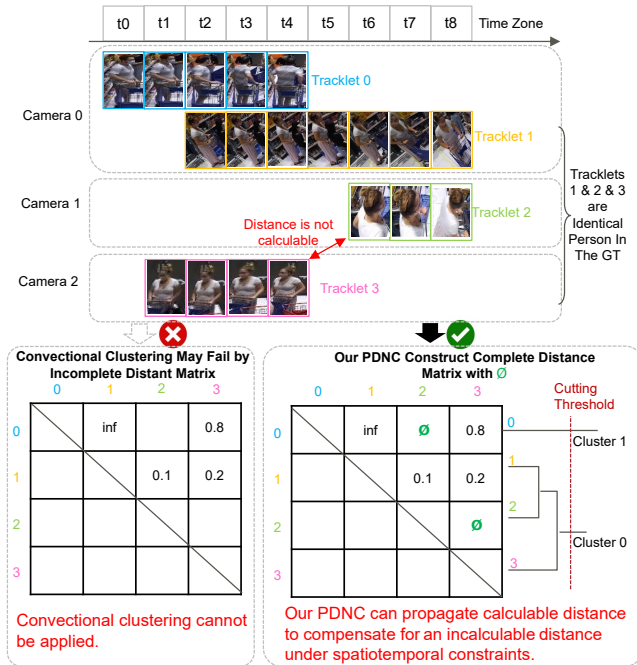 t0 t1 t2 t3 t4 t5 t6 t7 t8 Time Zone
Camera 0
Tracklet 0
Tracklet 1
Camera 1
Tracklet 2
Distance is not
calculable
Camera 2
Tracklet 3
Tracklets
1 & 2 & 3
are
Identical
Person In
The GT
Convectional Clustering May Fail by
Incomplete Distant Matrix
0 1 2 3
0 inf 0.8
1 0.1 0.2
2
3
Convectional clustering cannot
be applied.
Our PDNC Construct Complete Distance
Matrix with Ø
Cutting
Threshold
0 1 2 3
0 inf Ø 0.8 0
Cluster 1
1 0.1 0.2 1
2 Ø 2
Cluster 0
3 3
Our PDNC can propagate calculable distance
to compensate for an incalculable distance
under spatiotemporal constraints.